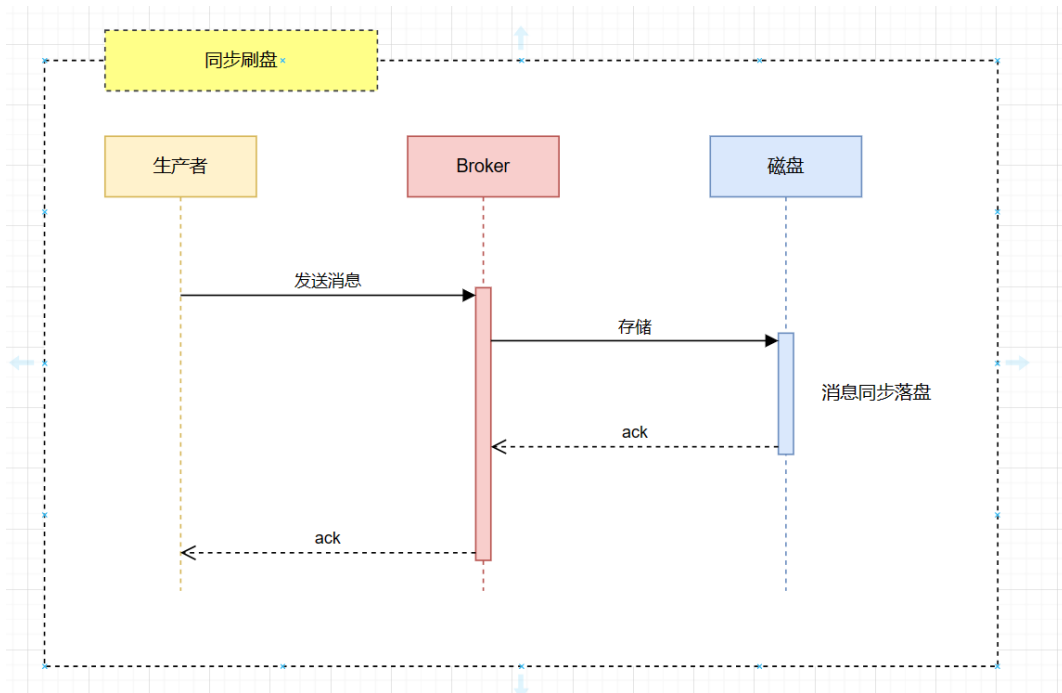 同步刷盘
生产者
Broker
磁盘
发送消息
存储
消息同步落盘
ack
ack